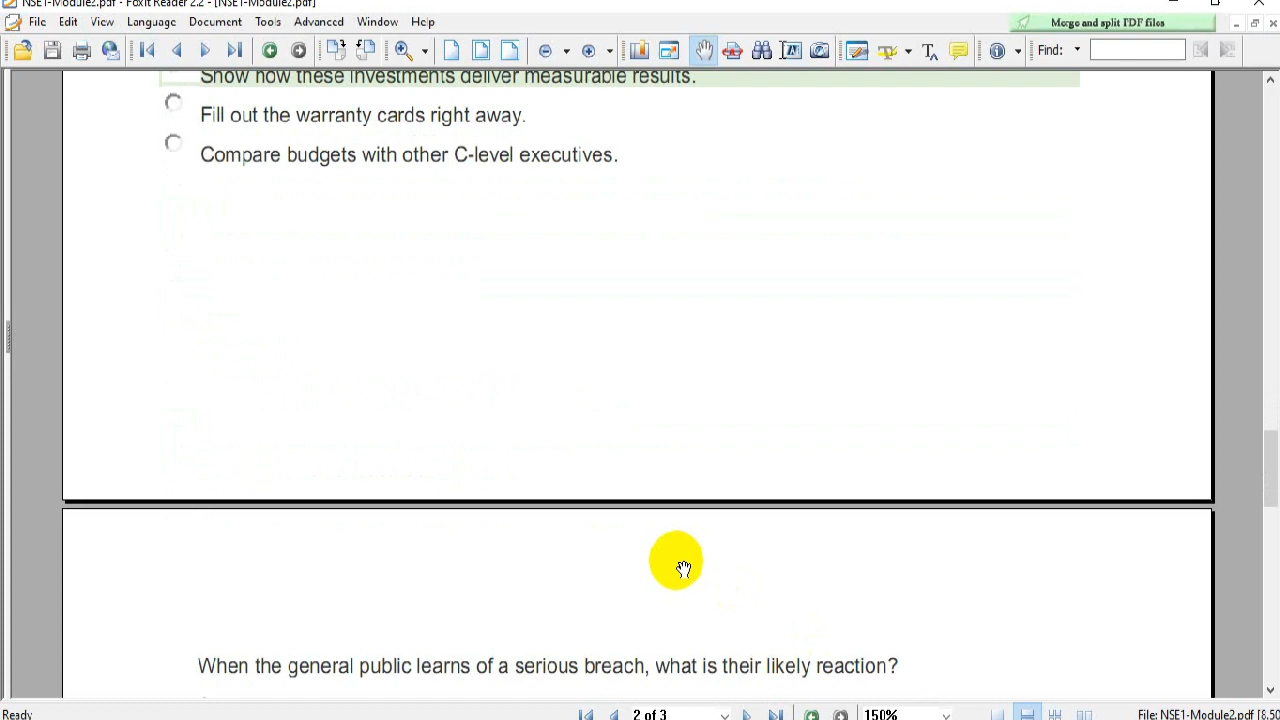 NSE1-Module2.pdf - Foxit Reader 2.2 - [NSE1-Module2.pdf]
File Edit View Language Document Tools Advanced Window Help
Merge and split PDF files
Find:
Show how these investments deliver measurable results.
Fill out the warranty cards right away.
Compare budgets with other C-level executives.
When the general public learns of a serious breach, what is their likely reaction?
Ready
2 of 3
150%
File: NSE1-Module2.pdf [8.50